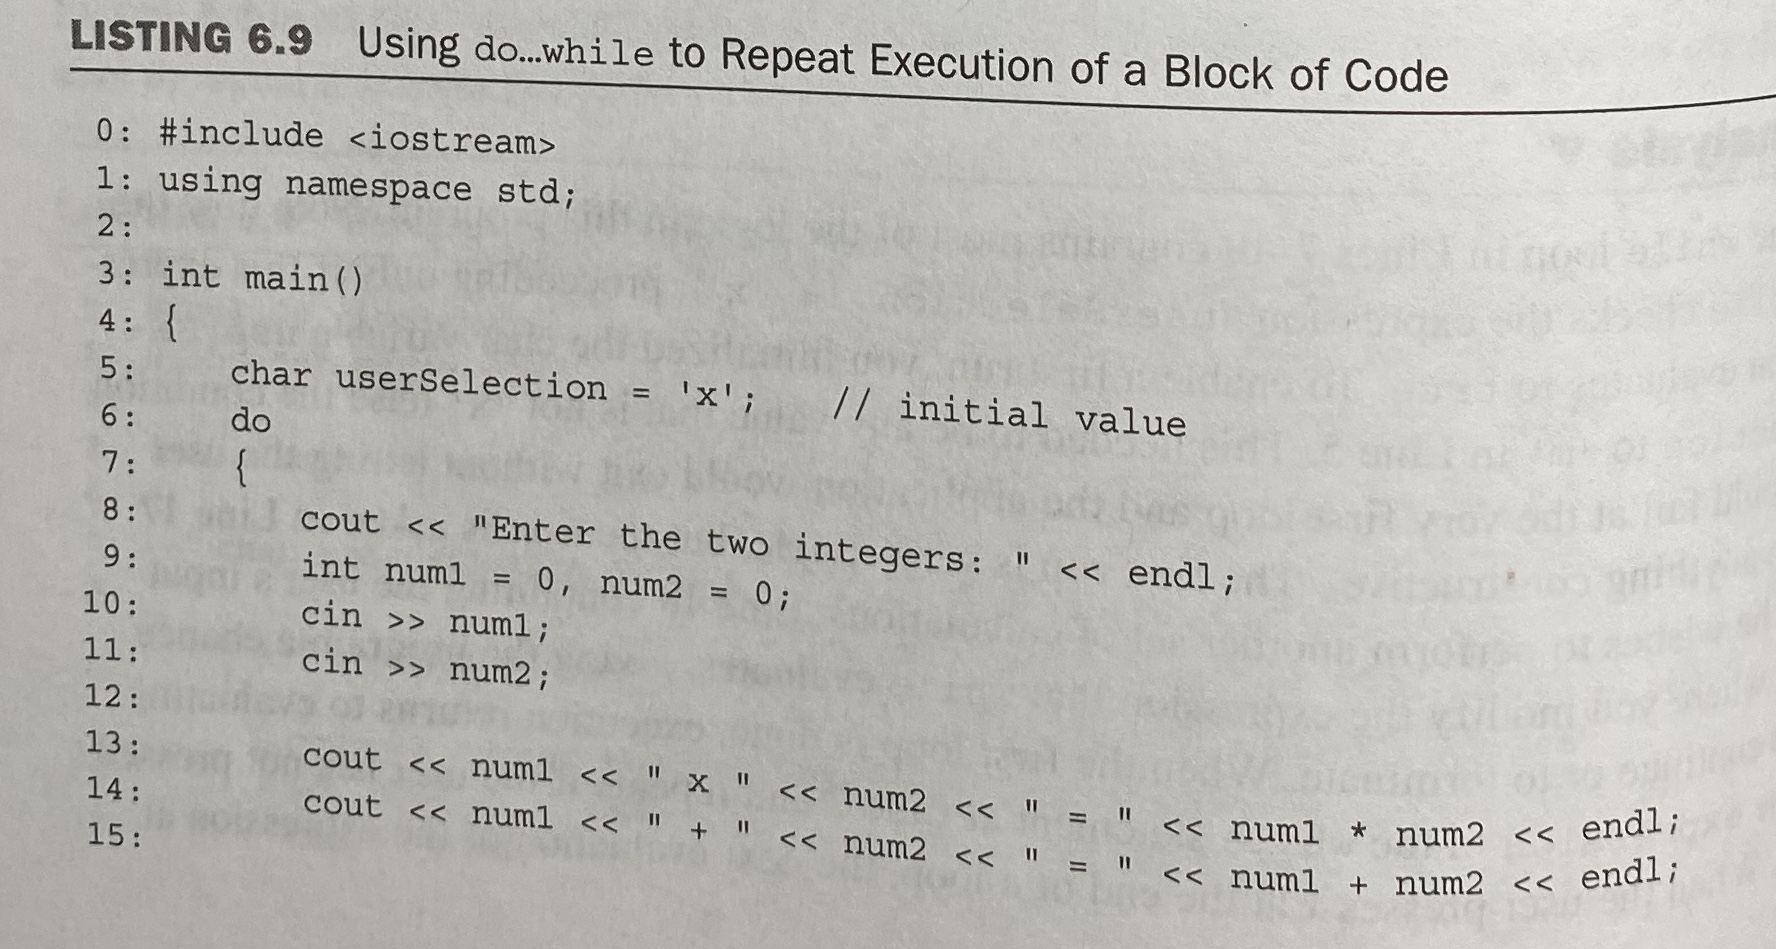 LISTING 6.9 Using do…while to Repeat Execution of a Block of Code
0: #include <iostream>
1: using namespace std;
2:
3: int main()
4: {
5:    char userSelection = 'x';   // initial value
6:    do
7:    {
8:       cout << "Enter the two integers: " << endl;
9:       int num1 = 0, num2 = 0;
10:       cin >> num1;
11:       cin >> num2;
12:
13:       cout << num1 << " x " << num2 << " = " << num1 * num2 << endl;
14:       cout << num1 << " + " << num2 << " = " << num1 + num2 << endl;
15: